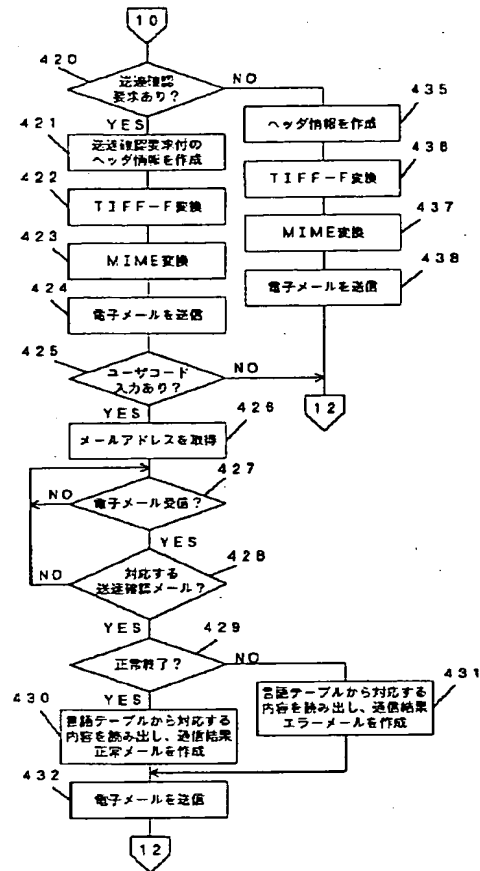 10
420
送達確認
要求あり?
NO
YES
421
送達確認要求付の
ヘッダ情報を作成
422
TIFF-F変換
423
MIME変換
424
電子メールを送信
435
ヘッダ情報を作成
436
TIFF-F変換
437
MIME変換
438
電子メールを送信
425
ユーザコード
入力あり?
NO
12
YES
426
メールアドレスを取得
427
NO
電子メール受信?
YES
428
NO
対応する
送達確認メール?
YES
429
正常終了?
NO
YES
430
言語テーブルから対応する
内容を読み出し、通信結果
正常メールを作成
431
言語テーブルから対応する
内容を読み出し、通信結果
エラーメールを作成
432
電子メールを送信
12